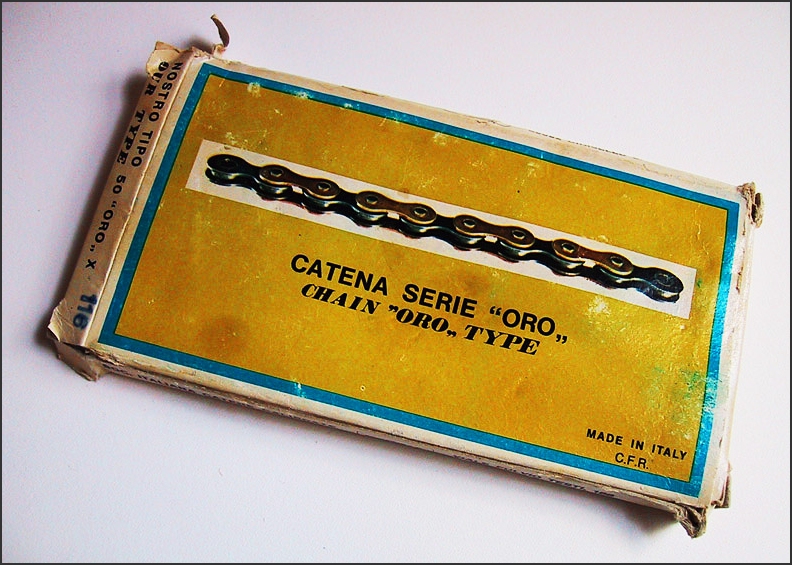 NOSTRO TIPO 50 “ORO„ X 116
OUR TYPE
CATENA SERIE “ORO„
CHAIN ”ORO„ TYPE
MADE IN ITALY
C.F.R.